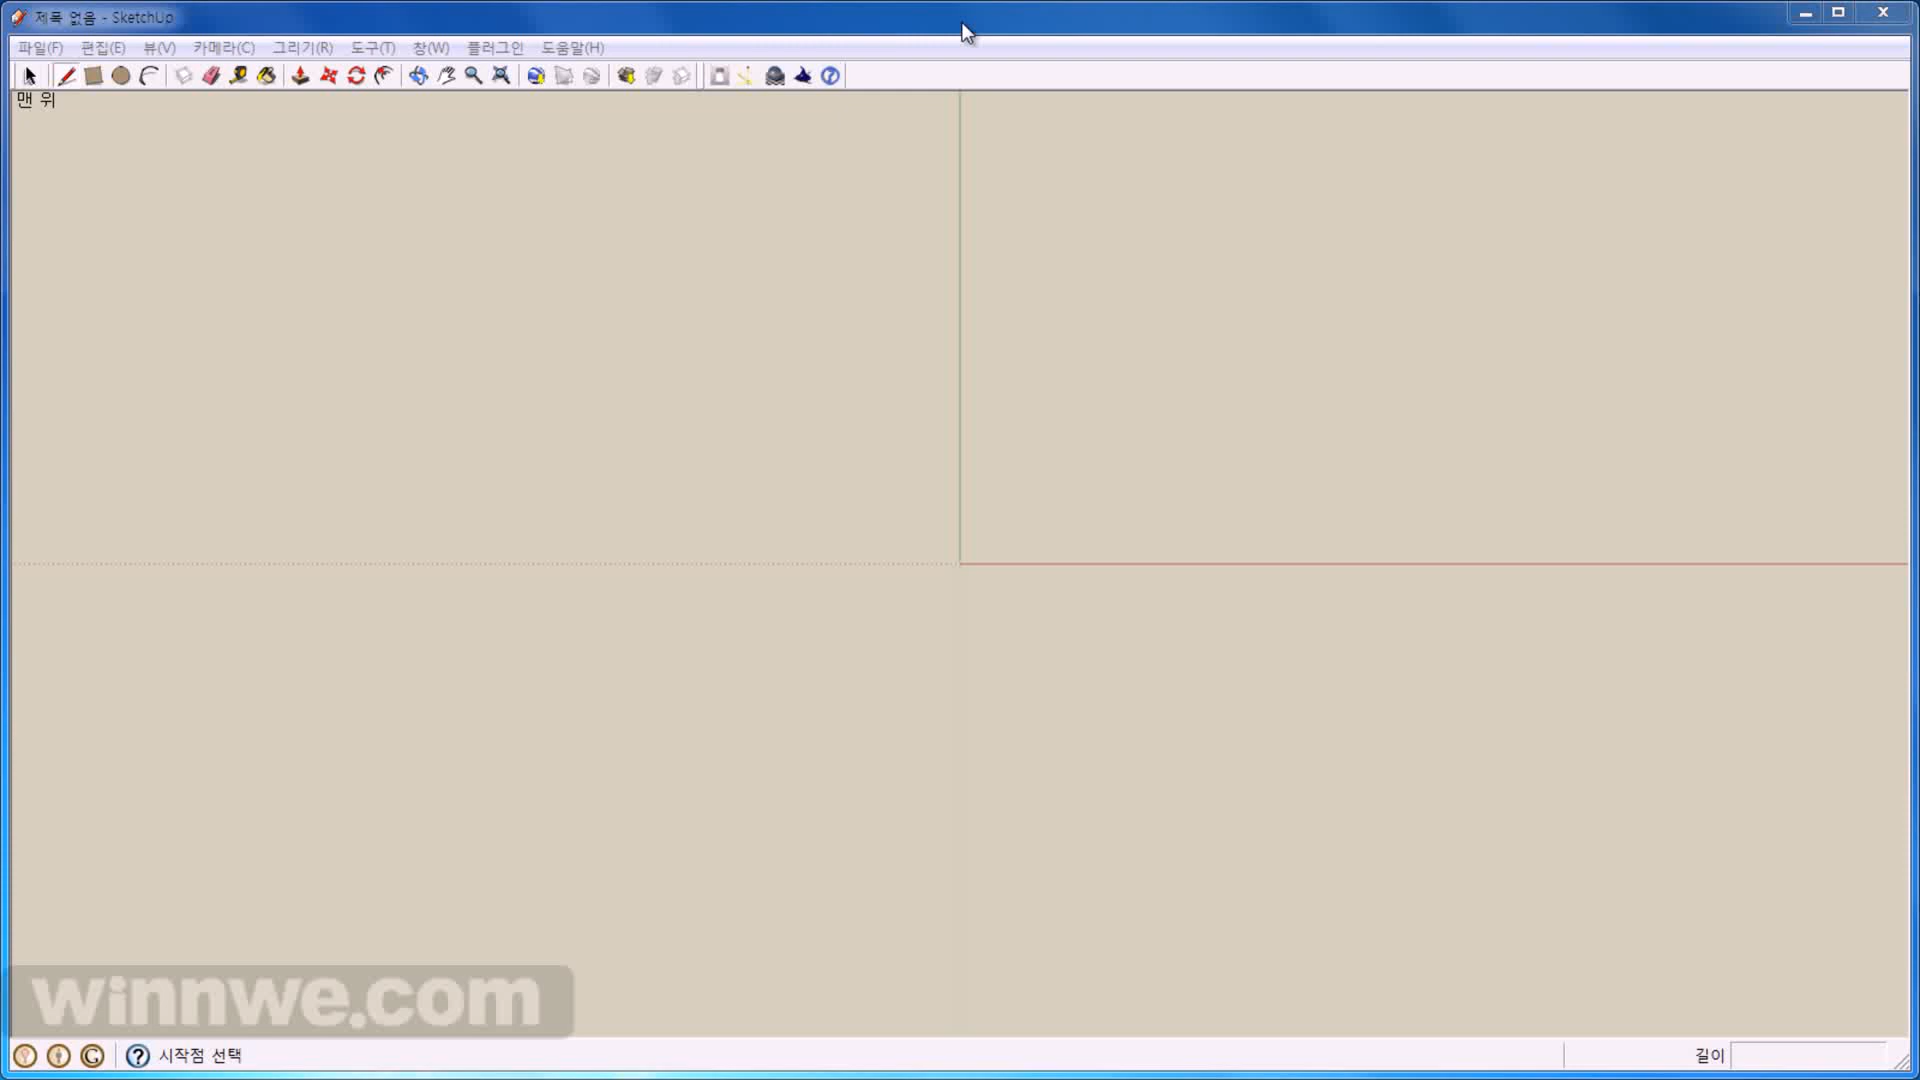 제목 없음 - SketchUp
파일(F) 편집(E) 뷰(V) 카메라(C) 그리기(R) 도구(T) 창(W) 플러그인 도움말(H)
맨 위
winnwe.com
시작점 선택 길이